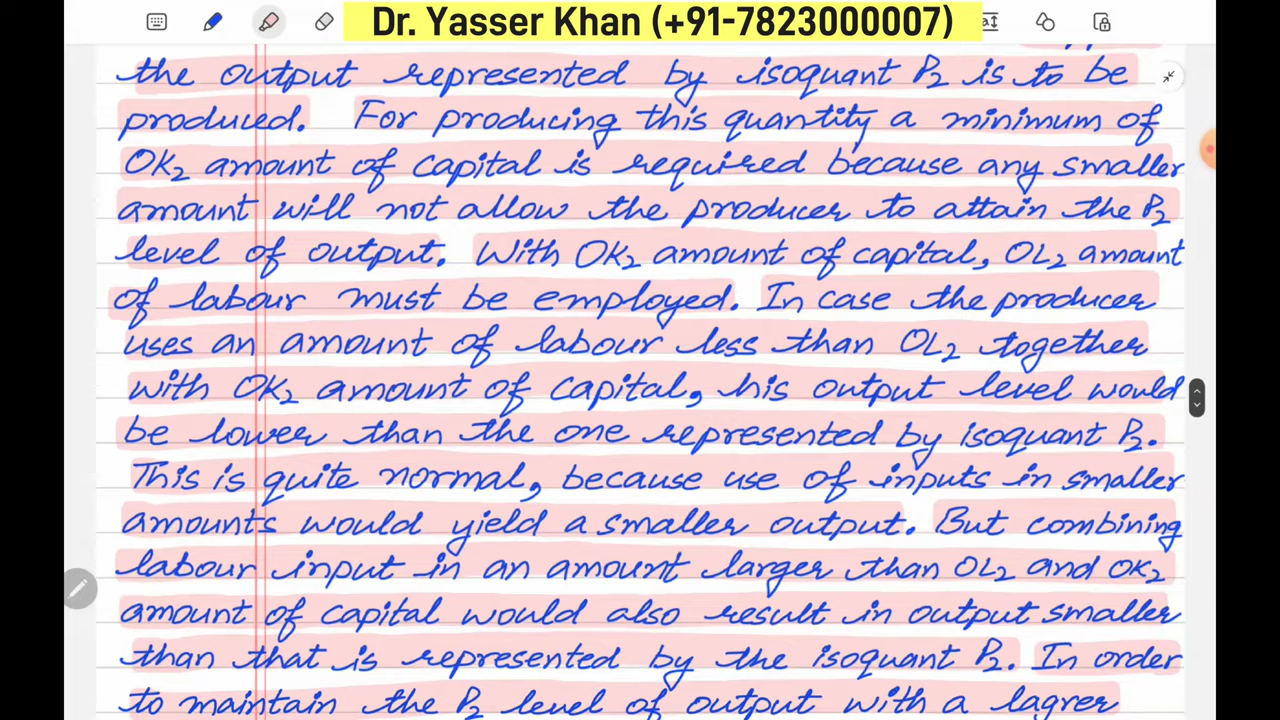 Dr. Yasser Khan (+91-7823000007)
the output represented by isoquant P2 is to be
produced. For producing this quantity a minimum of
OK2 amount of capital is required because any smaller
amount will not allow the producer to attain the P2
level of output. With OK2 amount of capital, OL2 amount
of labour must be employed. In case the producer
uses an amount of labour less than OL2 together
with OK2 amount of capital, his output level would
be lower than the one represented by isoquant P2.
This is quite normal, because use of inputs in smaller
amounts would yield a smaller output. But combining
labour input in an amount larger than OL2 and OK2
amount of capital would also result in output smaller
than that is represented by the isoquant P2. In order
to maintain the P2 level of output with a lagrer